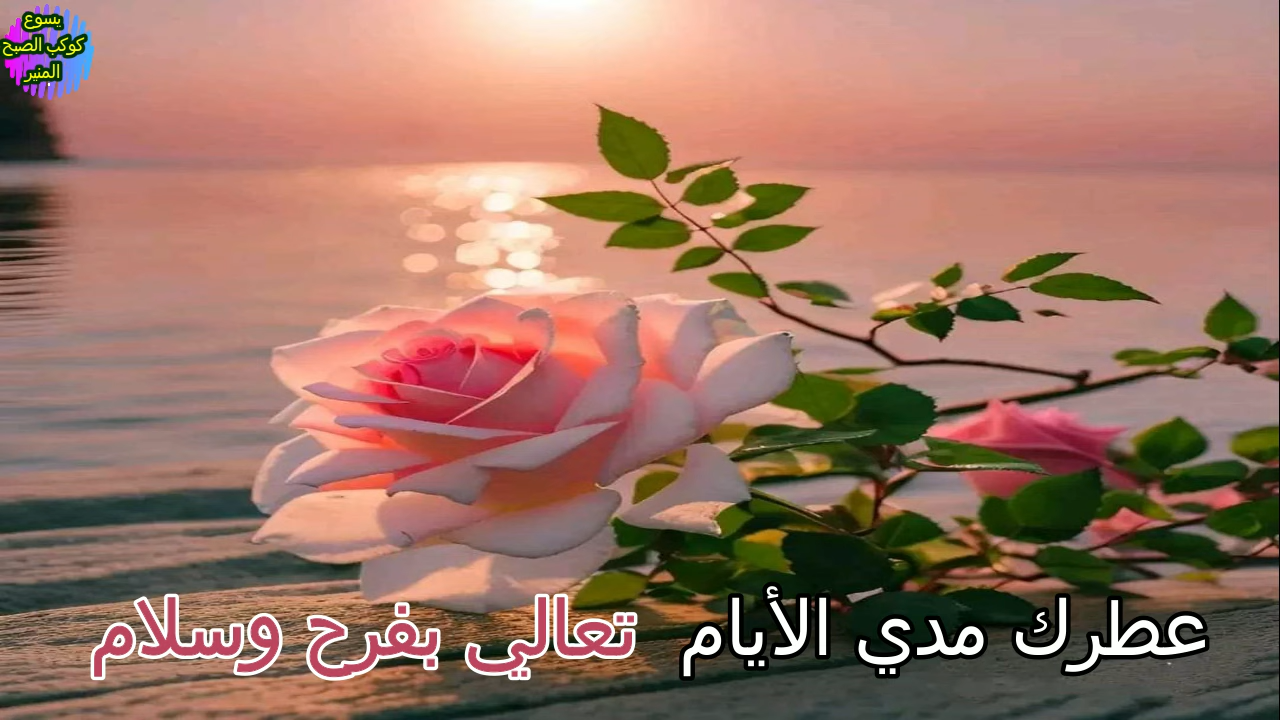 يسوع
كوكب الصبح
المنير
عطرك مدي الأيام تعالي بفرح وسلام